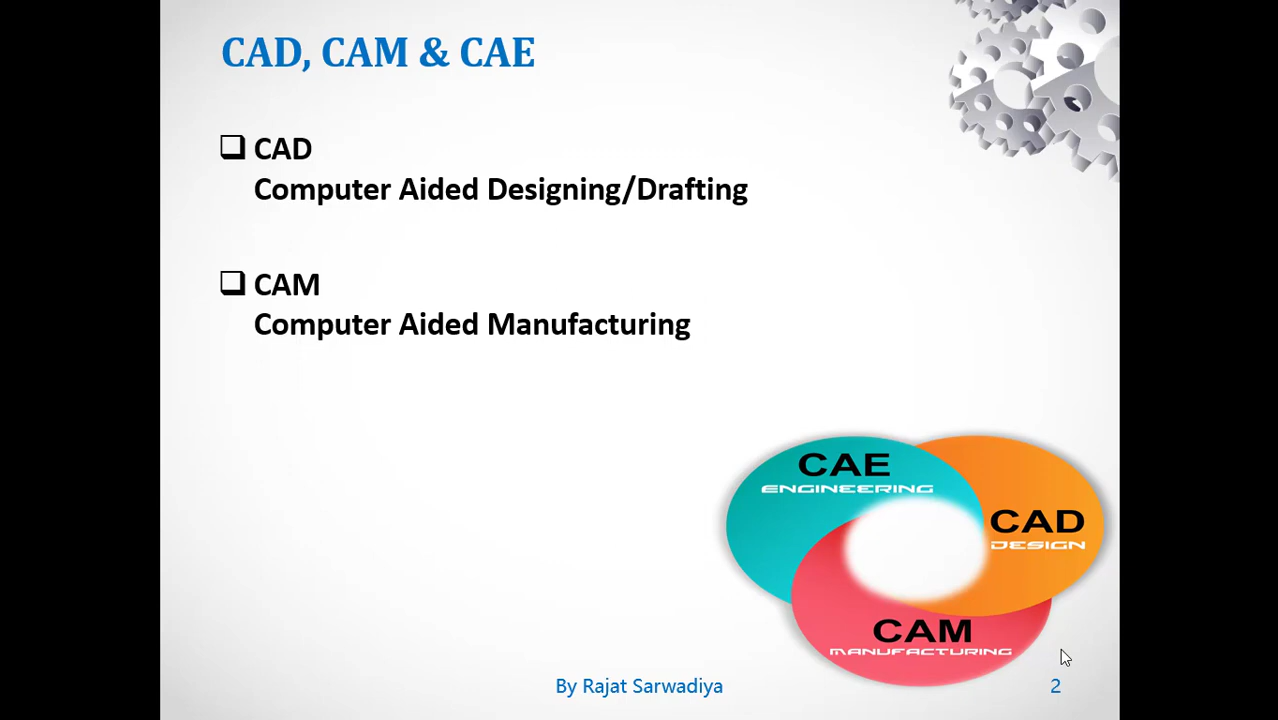 CAD, CAM & CAE
CAD
Computer Aided Designing/Drafting
CAM
Computer Aided Manufacturing
CAE
ENGINEERING
CAD
DESIGN
CAM
MANUFACTURING
By Rajat Sarwadiya
2